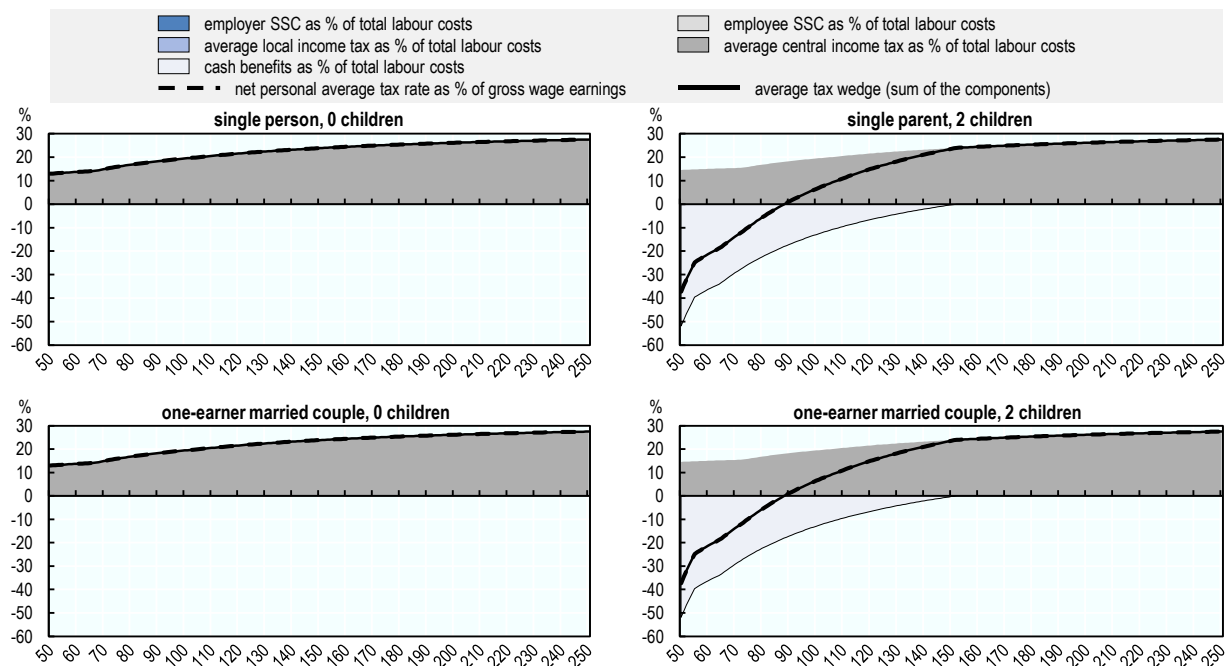 employer SSC as % of total labour costs
employee SSC as % of total labour costs
average local income tax as % of total labour costs
average central income tax as % of total labour costs
cash benefits as % of total labour costs
net personal average tax rate as % of gross wage earnings
average tax wedge (sum of the components)
%
single person, 0 children
30
20
10
0
-10
-20
-30
-40
-50
-60
50 60 70 80 90 100 110 120 130 140 150 160 170 180 190 200 210 220 230 240 250
%
single parent, 2 children
30
20
10
0
-10
-20
-30
-40
-50
-60
50 60 70 80 90 100 110 120 130 140 150 160 170 180 190 200 210 220 230 240 250
%
one-earner married couple, 0 children
30
20
10
0
-10
-20
-30
-40
-50
-60
50 60 70 80 90 100 110 120 130 140 150 160 170 180 190 200 210 220 230 240 250
%
one-earner married couple, 2 children
30
20
10
0
-10
-20
-30
-40
-50
-60
50 60 70 80 90 100 110 120 130 140 150 160 170 180 190 200 210 220 230 240 250